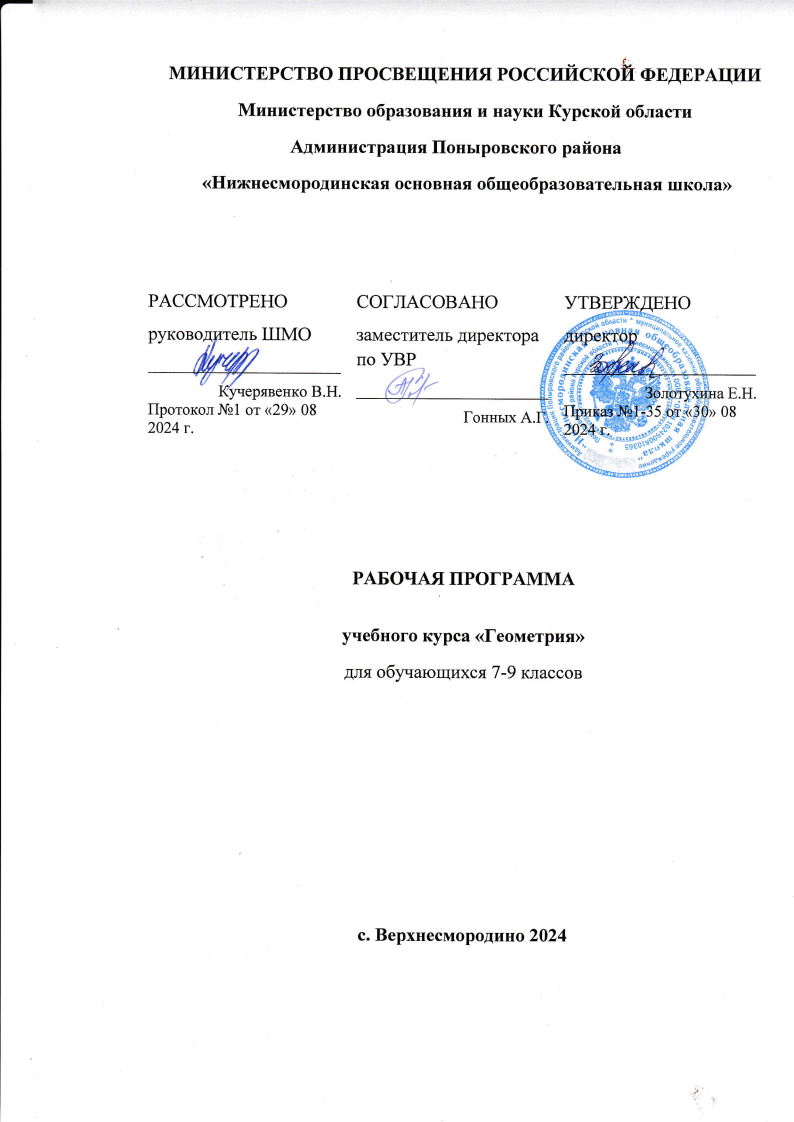 МИНИСТЕРСТВО ПРОСВЕЩЕНИЯ РОССИЙСКОЙ ФЕДЕРАЦИИ
Министерство образования и науки Курской области
Администрация Поныровского района
«Нижнесмородинская основная общеобразовательная школа»
РАССМОТРЕНО
руководитель ШМО
Кучерявенко В.Н.
Протокол №1 от «29» 08
2024 г.
СОГЛАСОВАНО
заместитель директора
по УВР
Гонных А.Г.
УТВЕРЖДЕНО
директор
Золотухина Е.Н.
Приказ №1-35 от «30» 08
2024 г.
РАБОЧАЯ ПРОГРАММА
учебного курса «Геометрия»
для обучающихся 7-9 классов
с. Верхнесмородино 2024